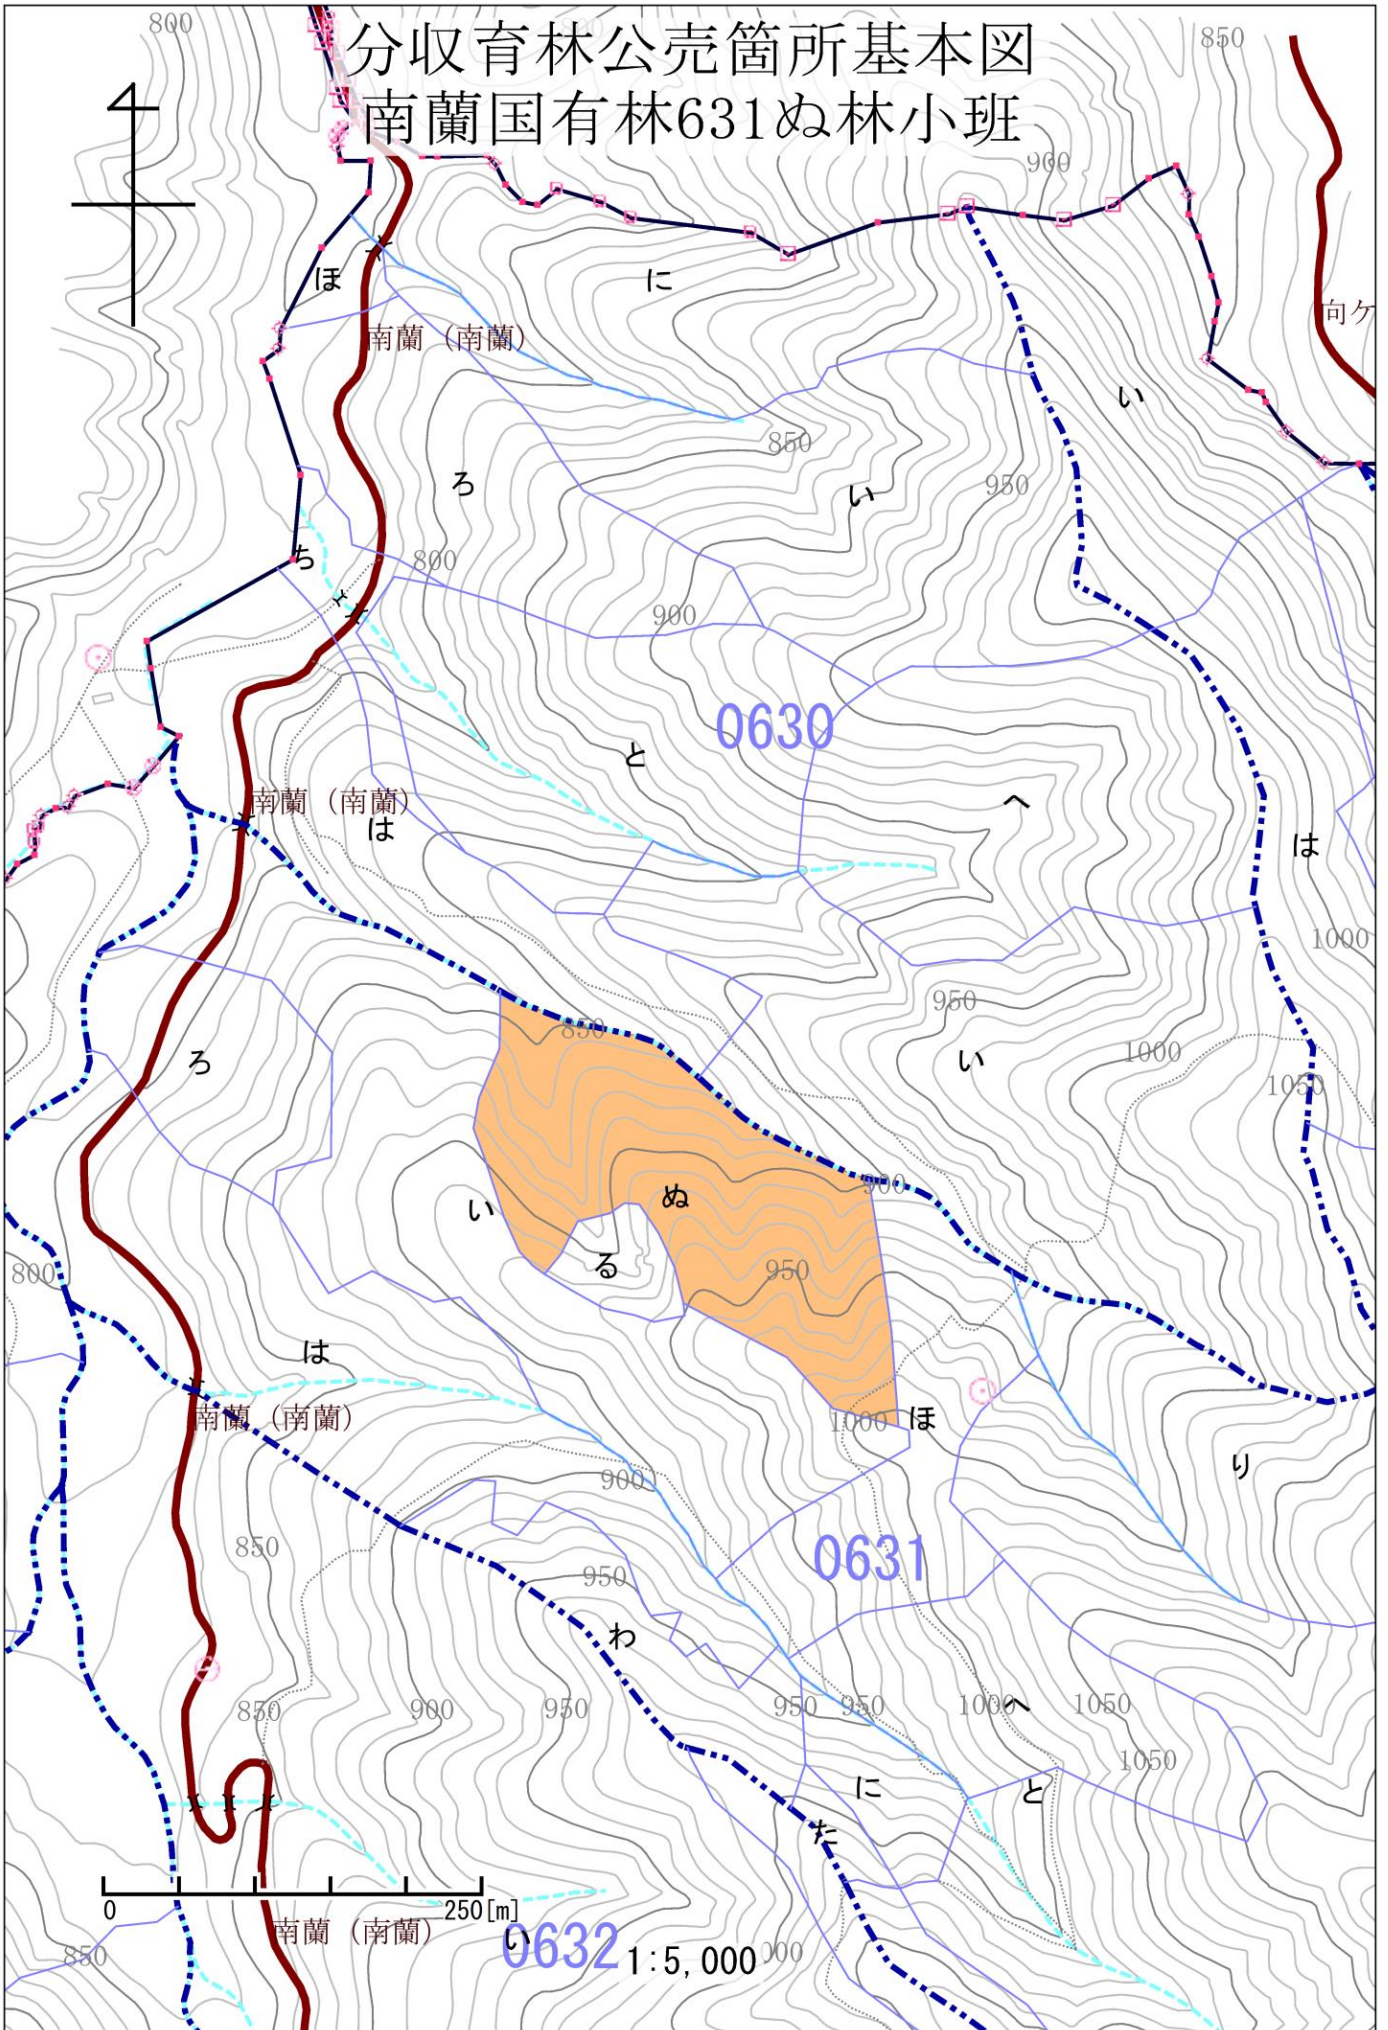 分収育林公売箇所基本図
南蘭国有林631ぬ林小班
800
850
900
ほ
に
向ケ
南蘭（南蘭）
い
850
ろ
い
950
ち
800
900
0630
と
へ
南蘭（南蘭）
は
は
1000
950
850
ろ
い
1000
1050
ぬ
900
い
る
950
800
は
南蘭（南蘭）
1000
ほ
り
900
850
0631
950
わ
850
900
950
950
950
1000
へ
1050
1050
に
と
た
0
250[m]
南蘭（南蘭）
い
0632
1:5,000
850